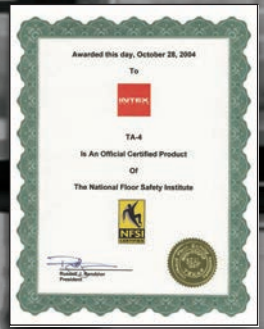 Awarded this day, October 28, 2004
To
INTEX
TA-4
Is An Official Certified Product
Of
The National Floor Safety Institute
NFSI
CERTIFIED
Russell J. Kendzior
President